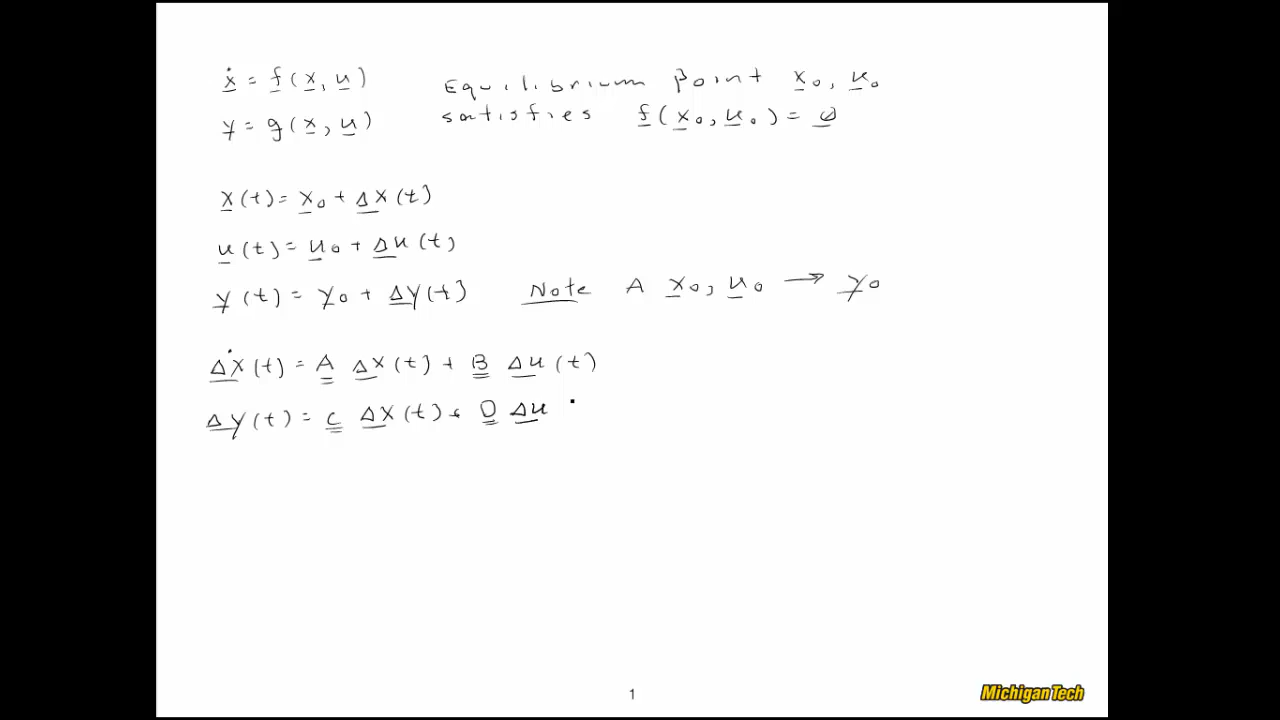 ẋ = f(x, u) Equilibrium point x₀, u₀
y = g(x, u) satisfies f(x₀, u₀) = 0
x(t) = x₀ + Δx(t)
u(t) = u₀ + Δu(t)
y(t) = y₀ + Δy(t) Note A x₀, u₀ → y₀
Δẋ(t) = A Δx(t) + B Δu(t)
Δy(t) = C Δx(t) + D Δu
1
Michigan Tech